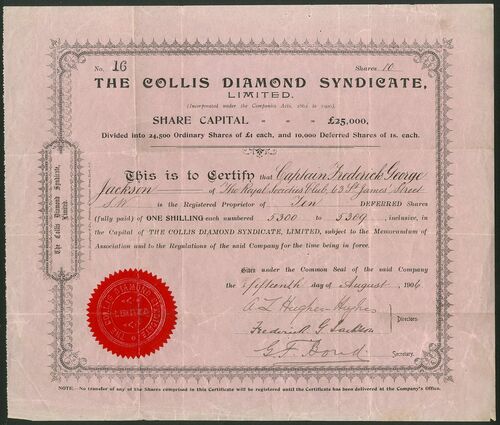 No. 16 Shares 10
THE COLLIS DIAMOND SYNDICATE,
LIMITED.
(Incorporated under the Companies Acts, 1862 to 1900).
SHARE CAPITAL - - - £25,000,
Divided into 24,500 Ordinary Shares of £1 each, and 10,000 Deferred Shares of 1s. each.
This is to Certify that Captain Frederick George
Jackson of The Royal Societies Club, 63 St James' Street
S W is the Registered Proprietor of Ten DEFERRED Shares
(fully paid) of ONE SHILLING each numbered 5300 to 5309, inclusive, in
the Capital of THE COLLIS DIAMOND SYNDICATE, LIMITED, subject to the Memorandum of
Association and to the Regulations of the said Company for the time being in force.
Given under the Common Seal of the said Company
the fifteenth day of August, 1906
A L Hughes-Hughes
Frederick G Jackson
Directors.
G. F. Bond Secretary.
The Collis Diamond Syndicate,
Limited.
THE COLLIS DIAMOND SYNDICATE
LIMITED
NOTE.—No transfer of any of the Shares comprised in this Certificate will be registered until the Certificate has been delivered at the Company's Office.